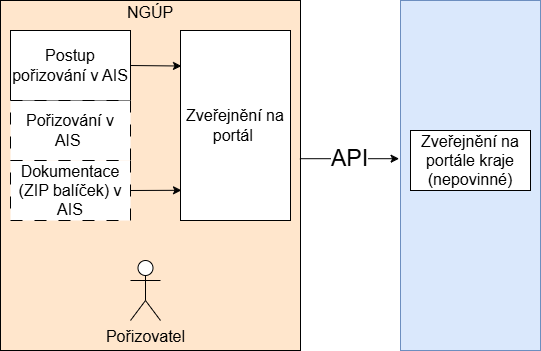 NGÚP
Postup
pořizování v AIS
Pořizování v
AIS
Dokumentace
(ZIP balíček) v
AIS
Zveřejnění na
portál
API
Zveřejnění na
portále kraje
(nepovinné)
Pořizovatel